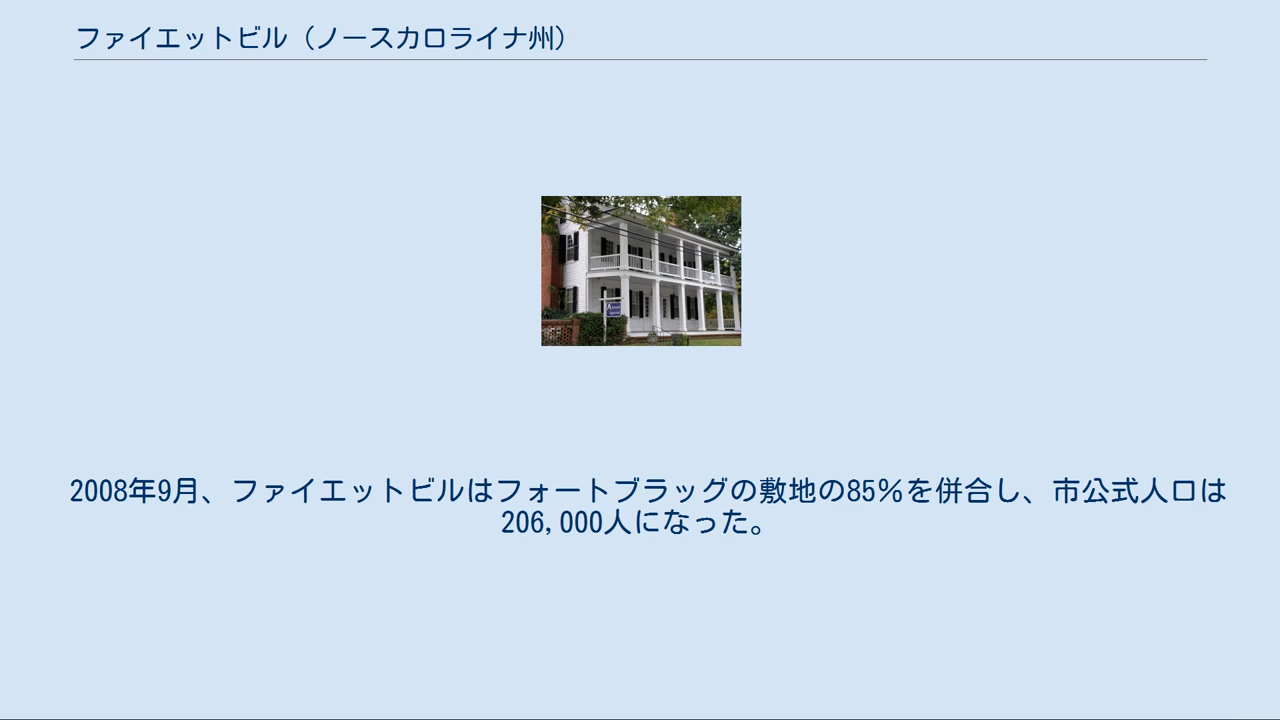 ファイエットビル（ノースカロライナ州）
2008年9月、ファイエットビルはフォートブラッグの敷地の85％を併合し、市公式人口は
206,000人になった。